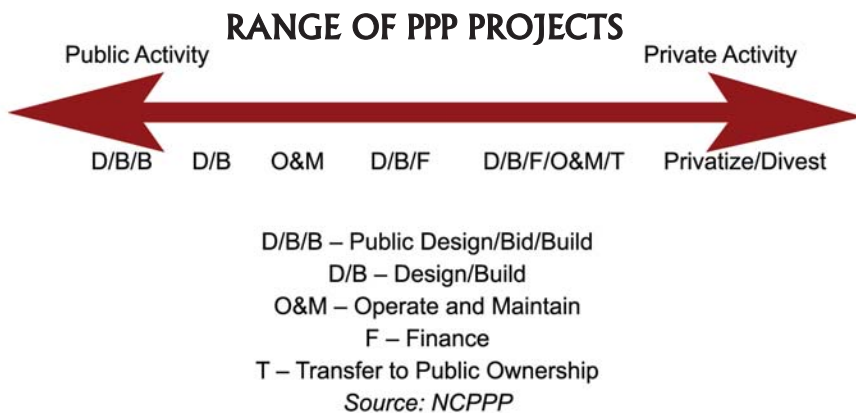 RANGE OF PPP PROJECTS
Public Activity Private Activity
D/B/B D/B O&M D/B/F D/B/F/O&M/T Privatize/Divest
D/B/B – Public Design/Bid/Build
D/B – Design/Build
O&M – Operate and Maintain
F – Finance
T – Transfer to Public Ownership
Source: NCPPP